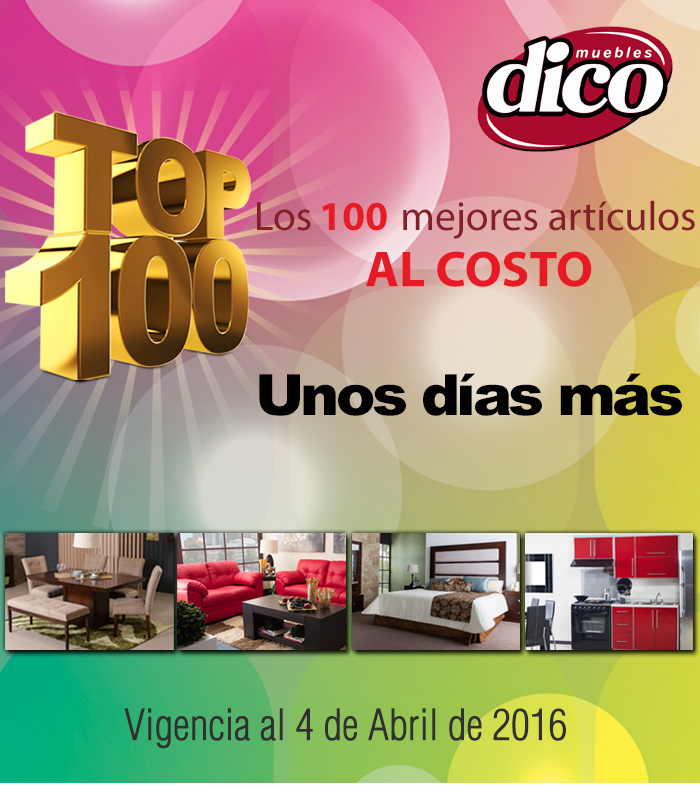 muebles
dico
TOP
100
Los 100 mejores artículos
AL COSTO
Unos días más
Vigencia al 4 de Abril de 2016